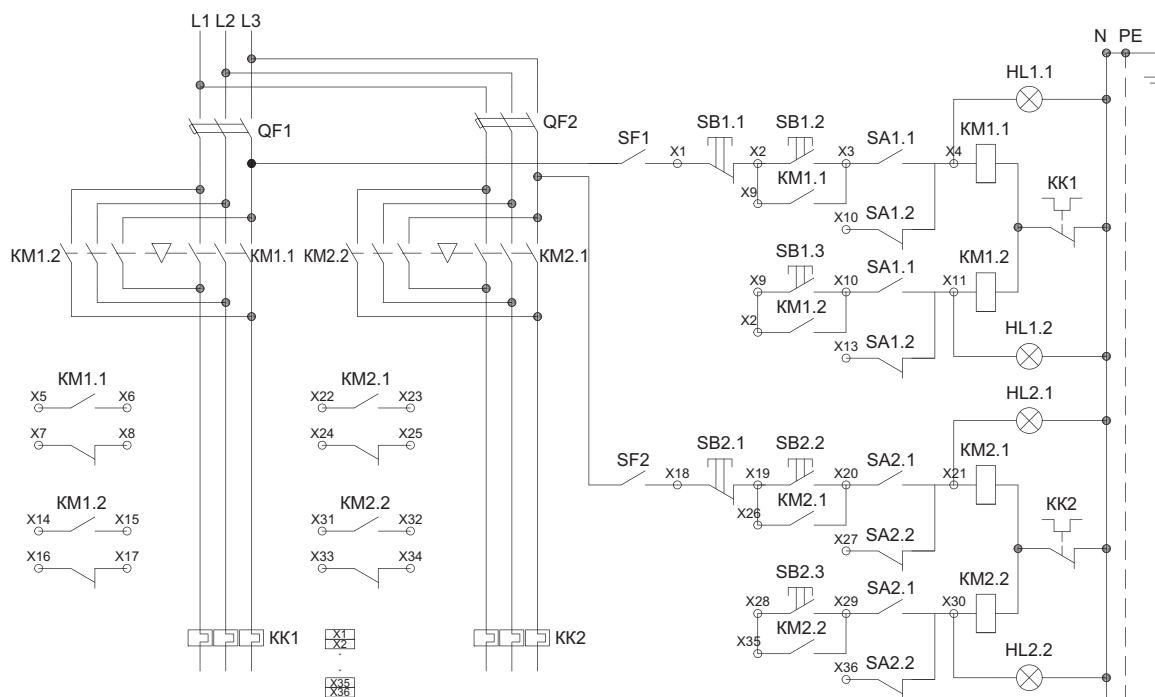 L1 L2 L3
N PE
HL1.1
QF1
QF2
SF1
X1
SB1.1
X2
SB1.2
X3
SA1.1
X4
KM1.1
X9
KM1.1
X10
SA1.2
KK1
KM1.2
KM1.1
KM2.2
KM2.1
X9
SB1.3
X10
SA1.1
X11
KM1.2
X2
KM1.2
X13
SA1.2
HL1.2
KM1.1
X5 X6
X7 X8
KM2.1
X22 X23
X24 X25
HL2.1
SF2
X18
SB2.1
X19
SB2.2
X20
SA2.1
X21
KM2.1
X26
KM2.1
X27
SA2.2
KK2
KM1.2
X14 X15
X16 X17
KM2.2
X31 X32
X33 X34
X28
SB2.3
X29
SA2.1
X30
KM2.2
X35
KM2.2
X36
SA2.2
HL2.2
KK1
KK2
X1
X2
.
.
X35
X36